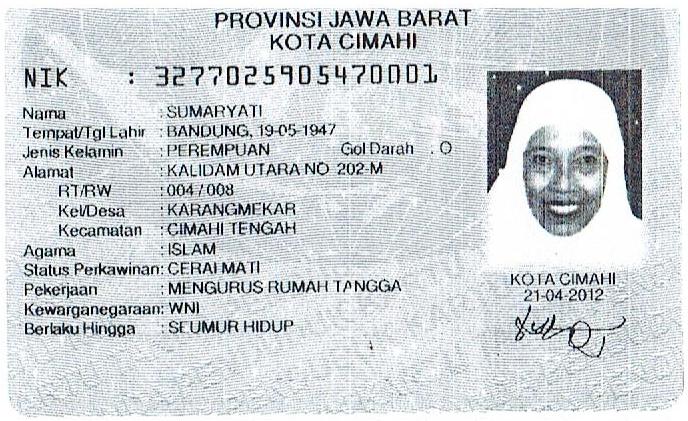 PROVINSI JAWA BARAT
KOTA CIMAHI
NIK : 3277025905470001
Nama : SUMARYATI
Tempat/Tgl Lahir : BANDUNG, 19-05-1947
Jenis Kelamin : PEREMPUAN Gol Darah : O
Alamat : KALIDAM UTARA NO 202-M
RT/RW : 004 / 008
Kel/Desa : KARANGMEKAR
Kecamatan : CIMAHI TENGAH
Agama : ISLAM
Status Perkawinan: CERAI MATI
Pekerjaan : MENGURUS RUMAH TANGGA
Kewarganegaraan: WNI
Berlaku Hingga : SEUMUR HIDUP
KOTA CIMAHI
21-04-2012